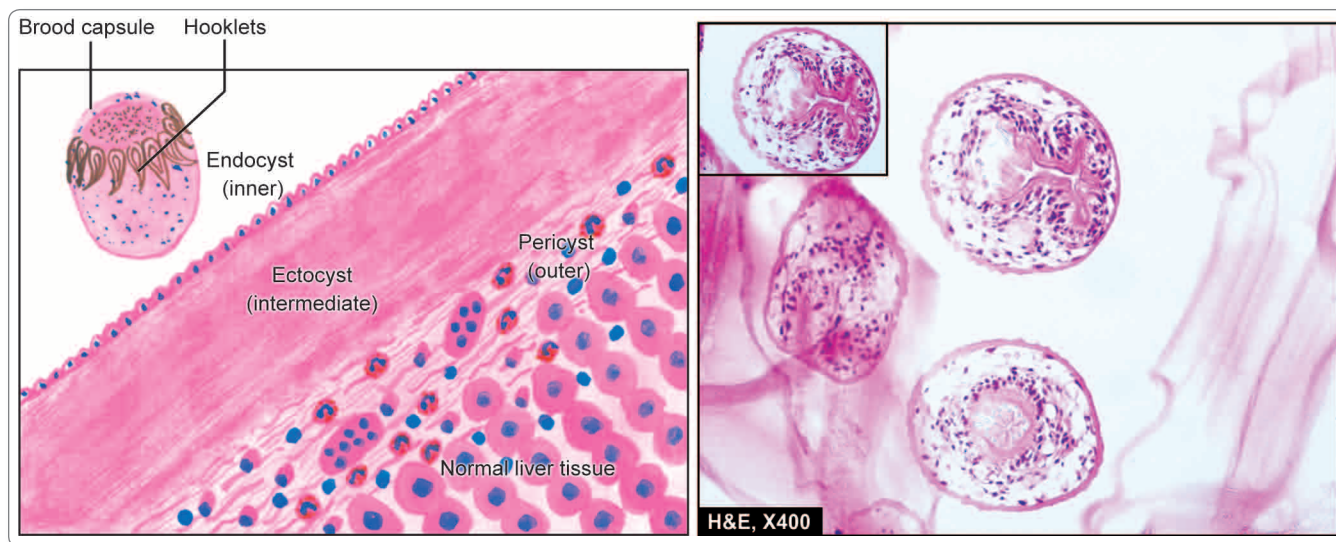 Brood capsule
Hooklets
Endocyst
(inner)
Ectocyst
(intermediate)
Pericyst
(outer)
Normal liver tissue
H&E, X400